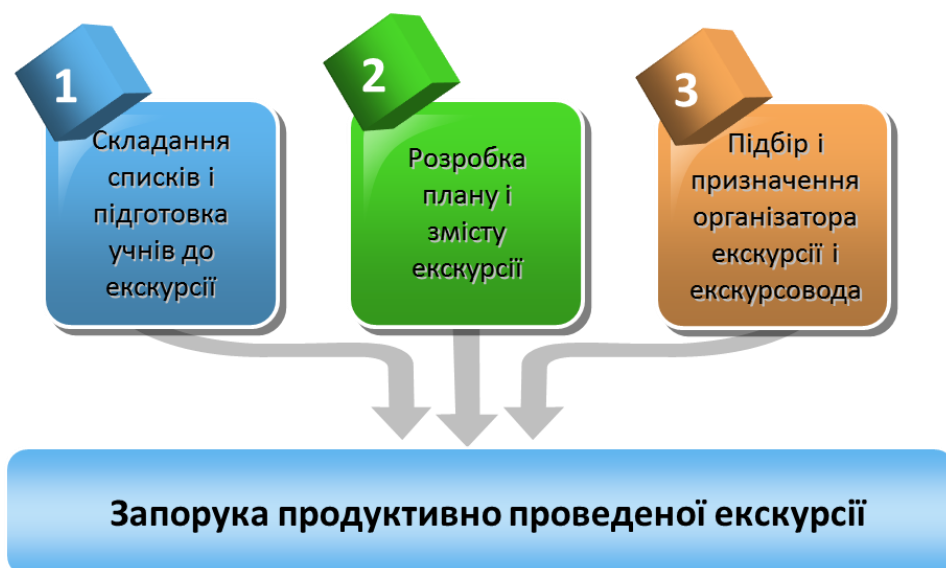 1
Складання
списків і
підготовка
учнів до
екскурсії
2
Розробка
плану і
змісту
екскурсії
3
Підбір і
призначення
організатора
екскурсії і
екскурсовода
Запорука продуктивно проведеної екскурсії